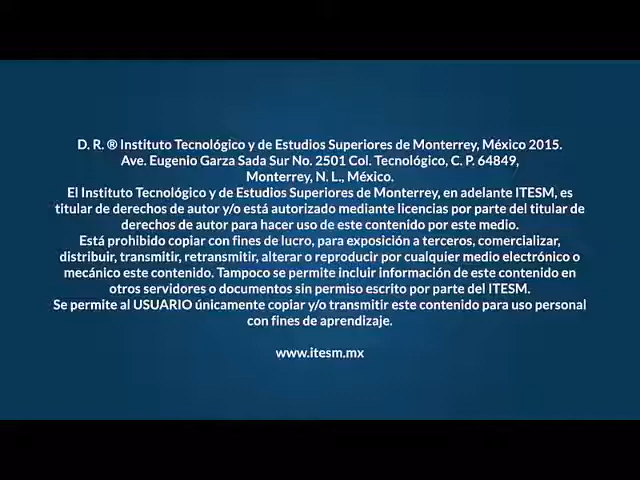 D. R. ® Instituto Tecnológico y de Estudios Superiores de Monterrey, México 2015.
Ave. Eugenio Garza Sada Sur No. 2501 Col. Tecnológico, C. P. 64849,
Monterrey, N. L., México.
El Instituto Tecnológico y de Estudios Superiores de Monterrey, en adelante ITESM, es
titular de derechos de autor y/o está autorizado mediante licencias por parte del titular de
derechos de autor para hacer uso de este contenido por este medio.
Está prohibido copiar con fines de lucro, para exposición a terceros, comercializar,
distribuir, transmitir, retransmitir, alterar o reproducir por cualquier medio electrónico o
mecánico este contenido. Tampoco se permite incluir información de este contenido en
otros servidores o documentos sin permiso escrito por parte del ITESM.
Se permite al USUARIO únicamente copiar y/o transmitir este contenido para uso personal
con fines de aprendizaje.
www.itesm.mx